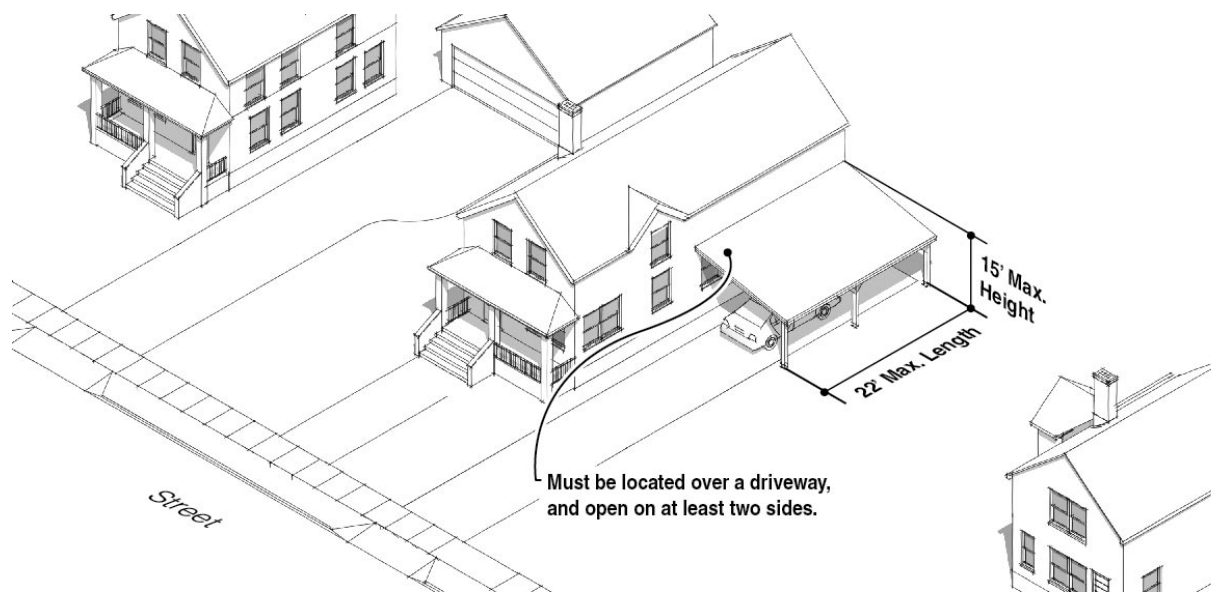 15’ Max.
Height
22’ Max. Length
Must be located over a driveway,
and open on at least two sides.
Street